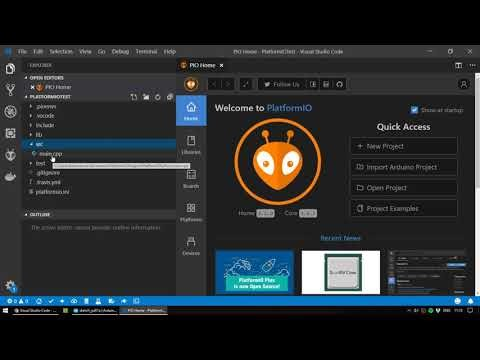 File Edit Selection View Go Debug Terminal Help
PIO Home - PlatformIOTest - Visual Studio Code
EXPLORER
PIO Home
OPEN EDITORS
PIO Home
Follow Us
PLATFORMIOTEST
Welcome to PlatformIO
Show at startup
.pioenvs
.vscode
include
lib
src
main.cpp
test
.gitignore
.travis.yml
platformio.ini
Home
Libraries
Boards
Platforms
Devices
Quick Access
New Project
Import Arduino Project
Open Project
Project Examples
Home
Core
OUTLINE
The active editor cannot provide outline information.
Recent News
PlatformIO Plus
is now Open Source!
Visual Studio Code
PIO Home - Platform